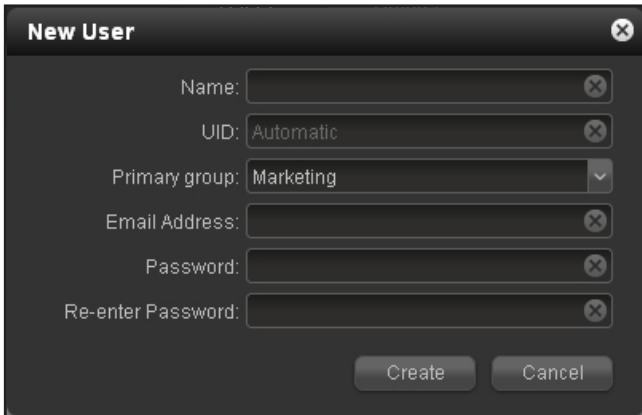 New User
Name:
UID: Automatic
Primary group: Marketing
Email Address:
Password:
Re-enter Password:
Create Cancel